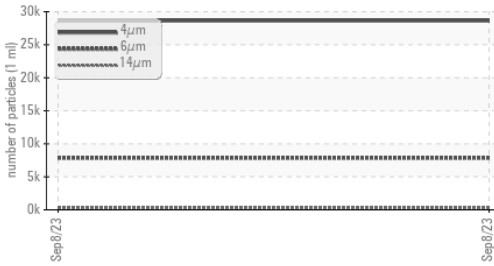 30k
25k
20k
15k
10k
5k
0k
number of particles (1 ml)
4μm
6μm
14μm
Sep8/23
Sep8/23